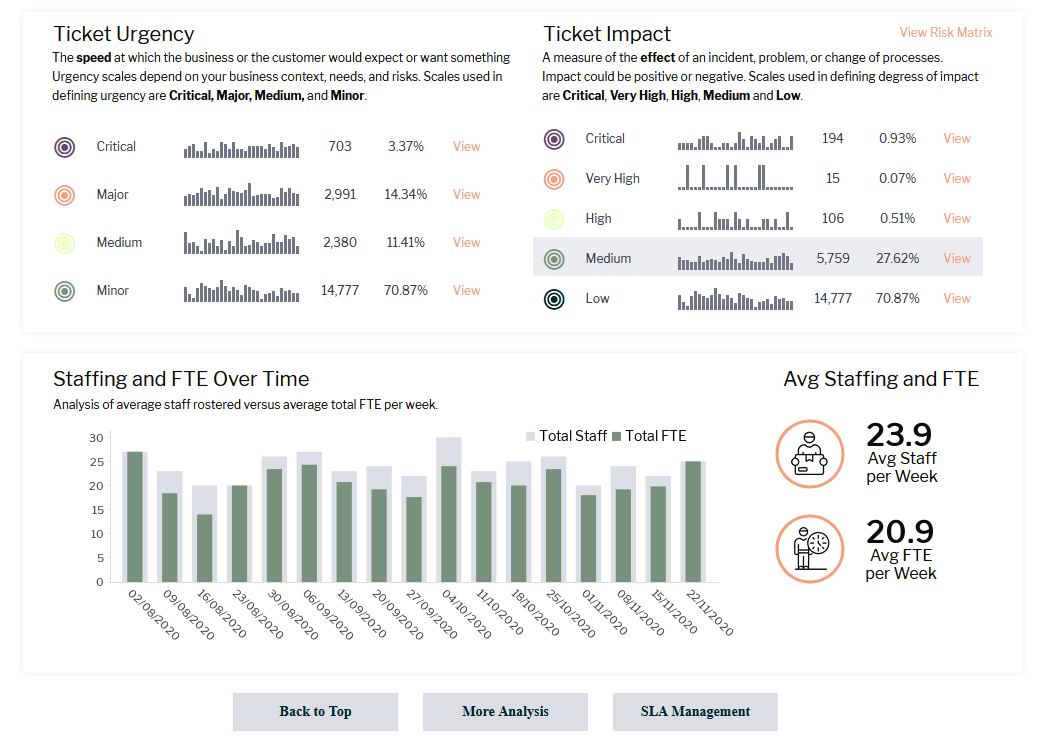 Ticket Urgency
The speed at which the business or the customer would expect or want something
Urgency scales depend on your business context, needs, and risks. Scales used in
defining urgency are Critical, Major, Medium, and Minor.
Critical 703 3.37% View
Major 2,991 14.34% View
Medium 2,380 11.41% View
Minor 14,777 70.87% View
Ticket Impact
View Risk Matrix
A measure of the effect of an incident, problem, or change of processes.
Impact could be positive or negative. Scales used in defining degress of impact
are Critical, Very High, High, Medium and Low.
Critical 194 0.93% View
Very High 15 0.07% View
High 106 0.51% View
Medium 5,759 27.62% View
Low 14,777 70.87% View
Staffing and FTE Over Time
Analysis of average staff rostered versus average total FTE per week.
Total Staff Total FTE
30
25
20
15
10
5
0
02/08/2020
09/08/2020
16/08/2020
23/08/2020
30/08/2020
06/09/2020
13/09/2020
20/09/2020
27/09/2020
04/10/2020
11/10/2020
18/10/2020
25/10/2020
01/11/2020
08/11/2020
15/11/2020
22/11/2020
Avg Staffing and FTE
23.9
Avg Staff
per Week
20.9
Avg FTE
per Week
Back to Top
More Analysis
SLA Management